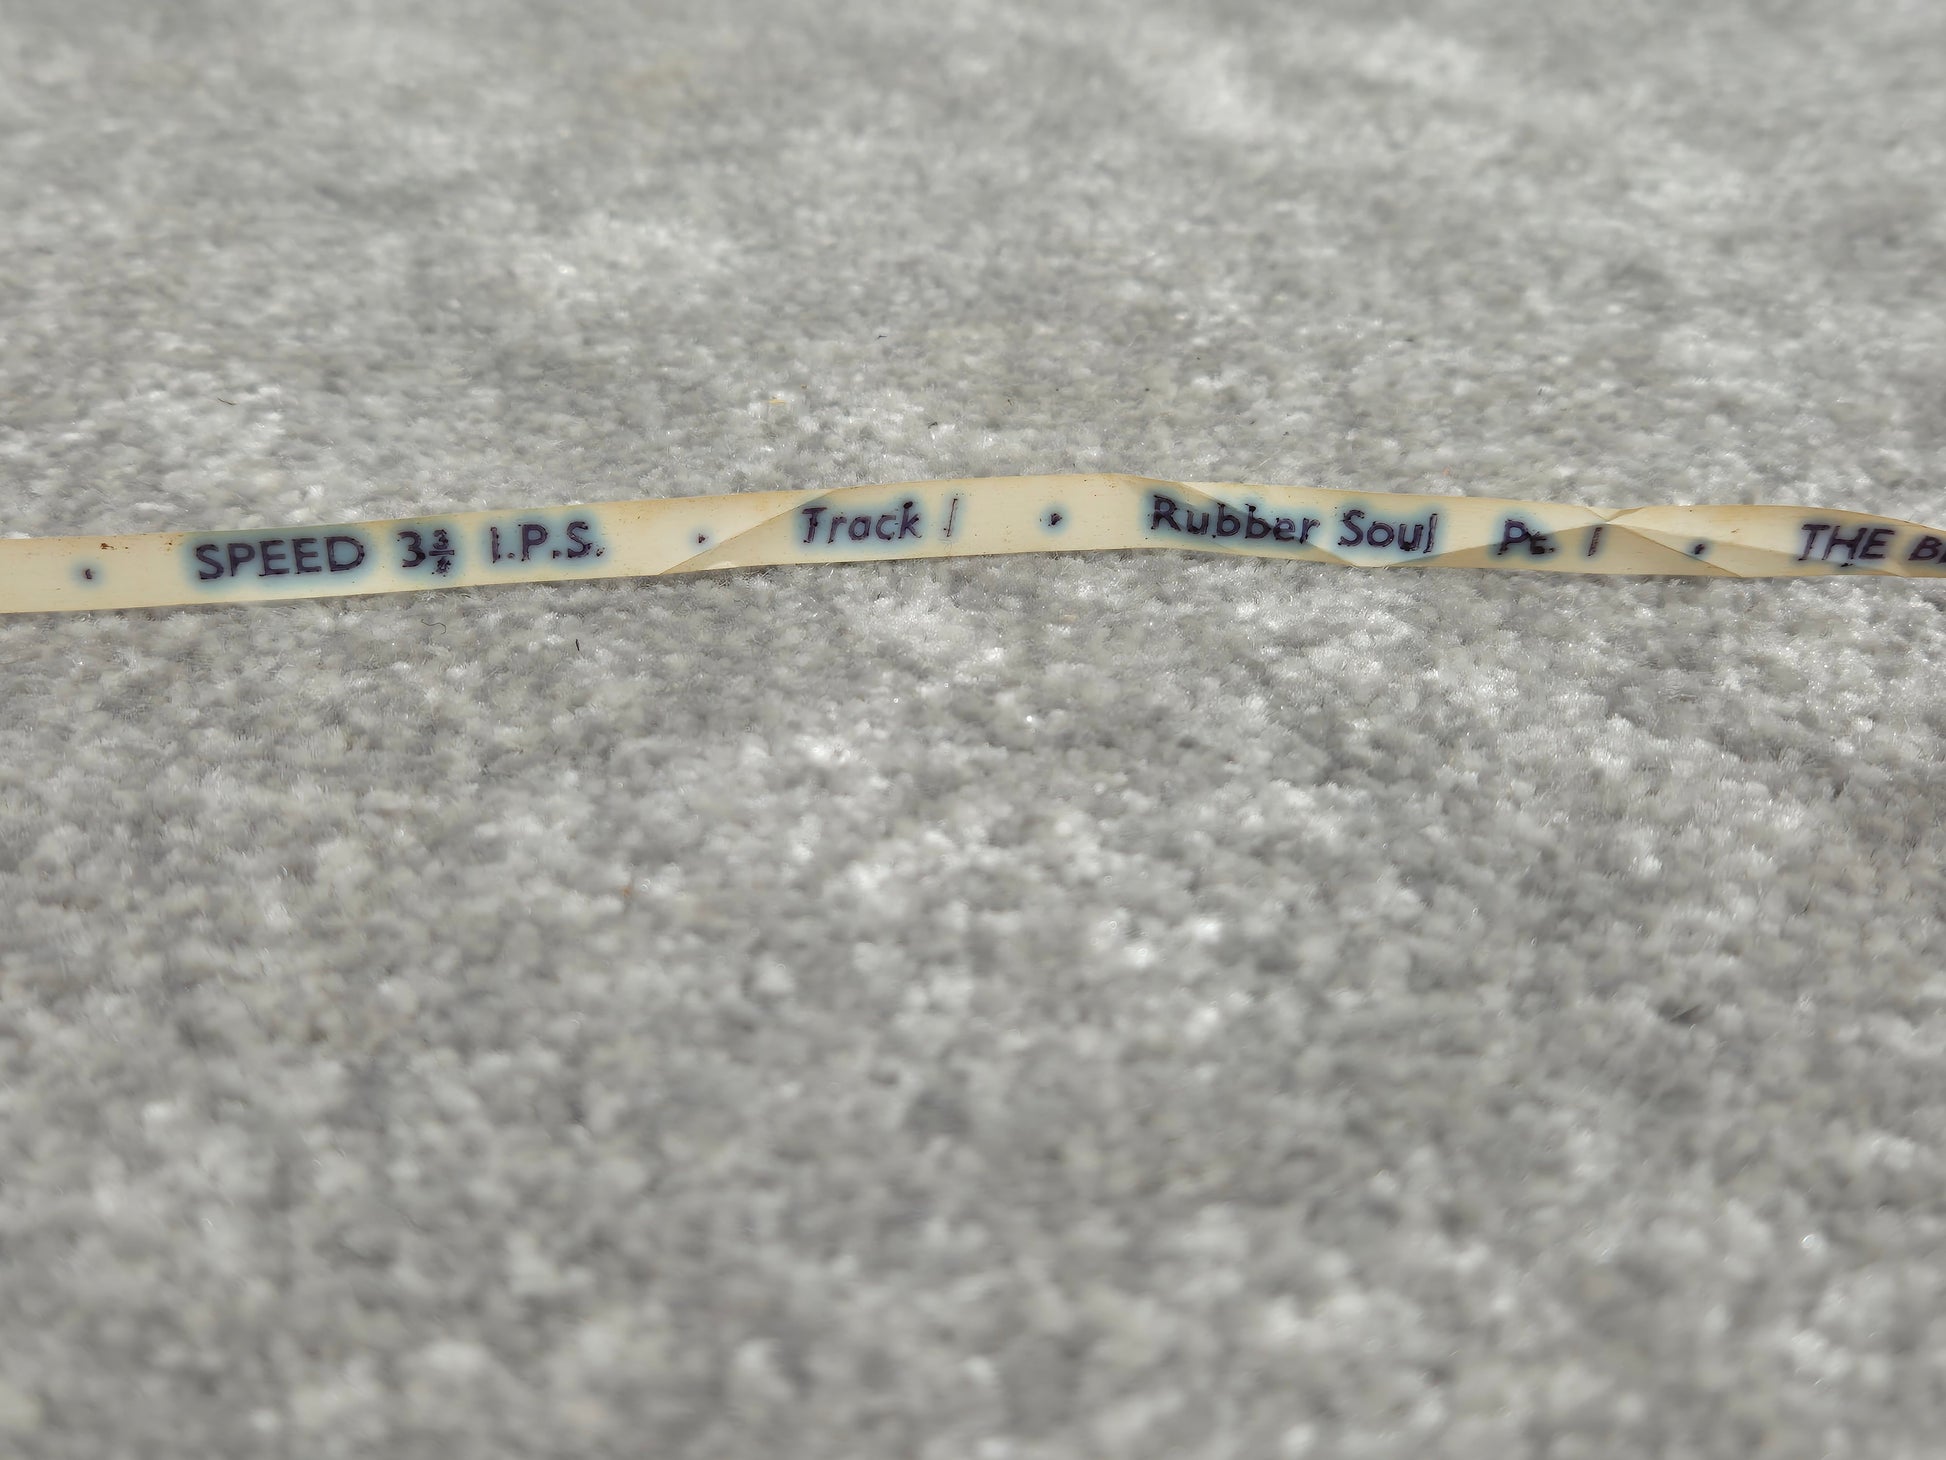 • SPEED 3¾ I.P.S. • Track 1 • Rubber Soul Pt. 1 • THE